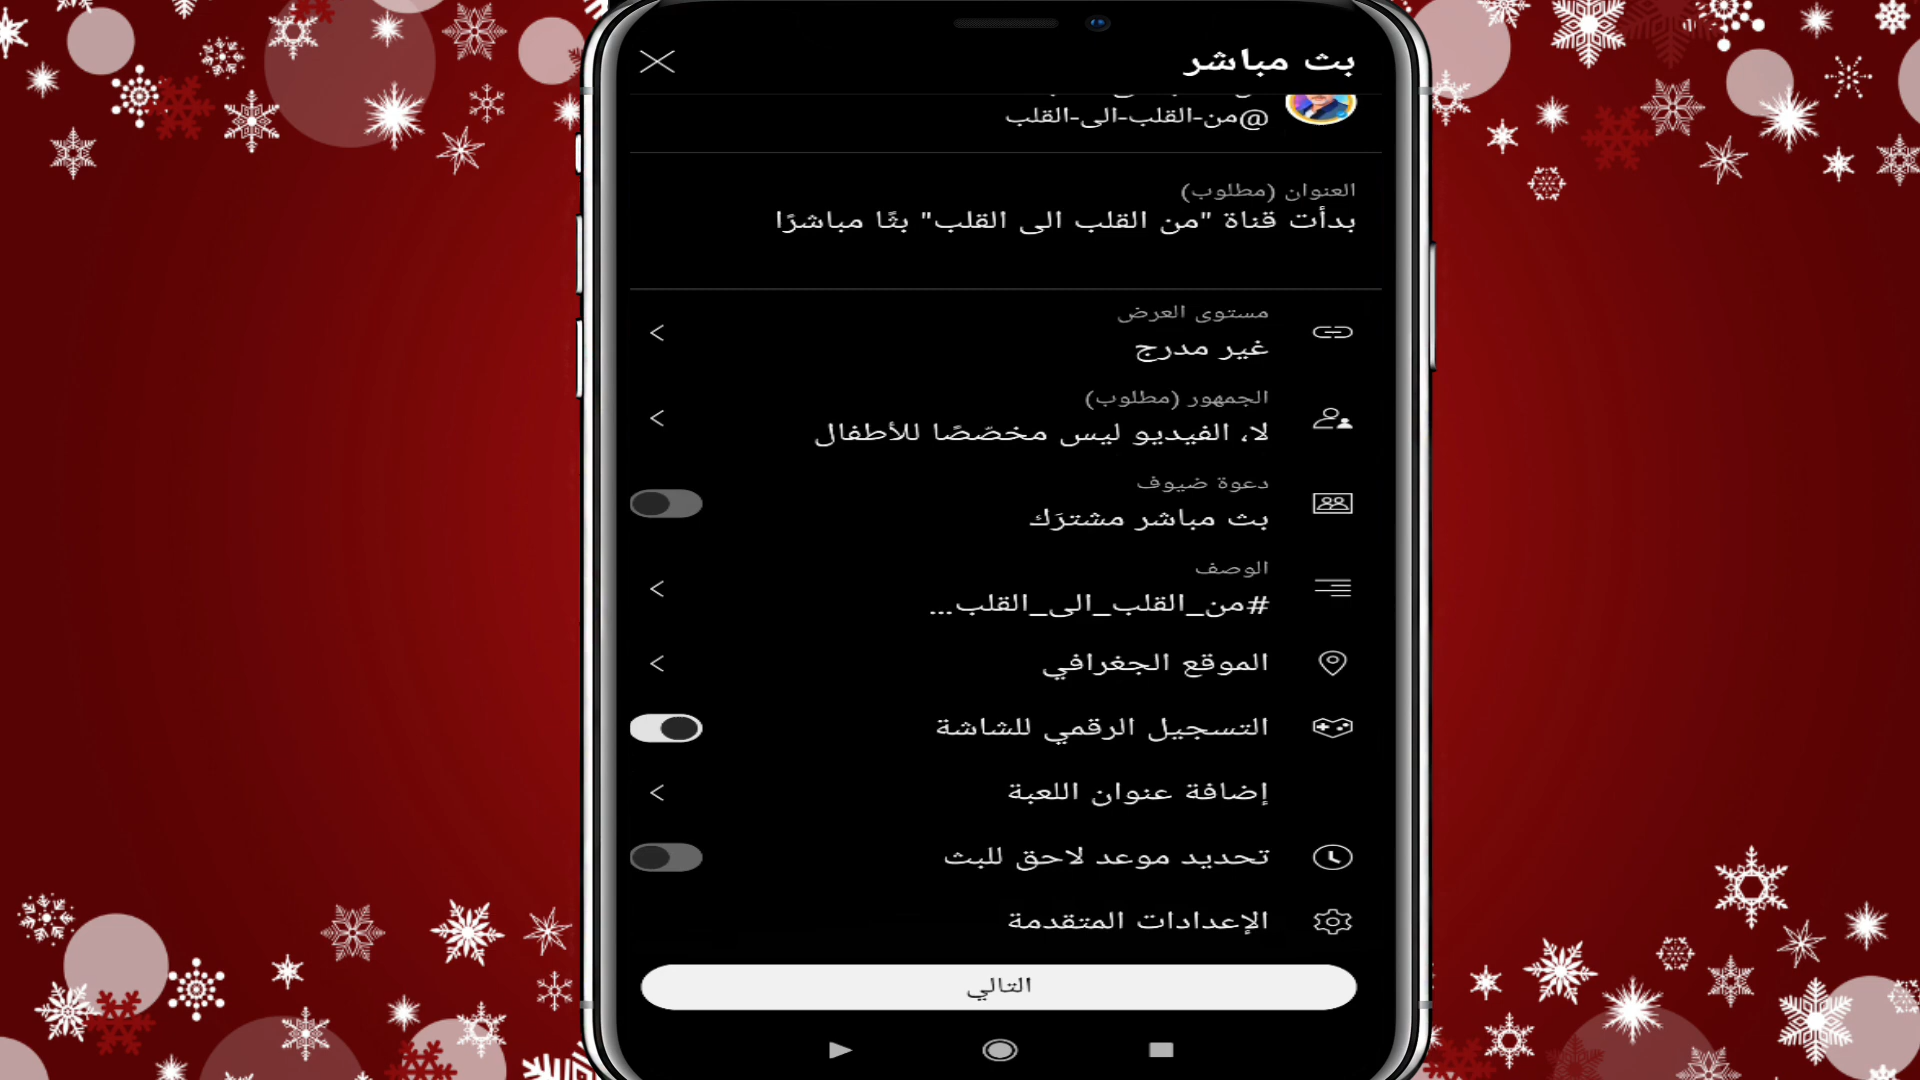 بث مباشر
@من-القلب-الى-القلب
العنوان (مطلوب)
بدأت قناة "من القلب الى القلب" بثًا مباشرًا
مستوى العرض
غير مدرج
الجمهور (مطلوب)
لا، الفيديو ليس مخصّصًا للأطفال
دعوة ضيوف
بث مباشر مشترَك
الوصف
#من_القلب_الى_القلب...
الموقع الجغرافي
التسجيل الرقمي للشاشة
إضافة عنوان اللعبة
تحديد موعد لاحق للبث
الإعدادات المتقدمة
التالي